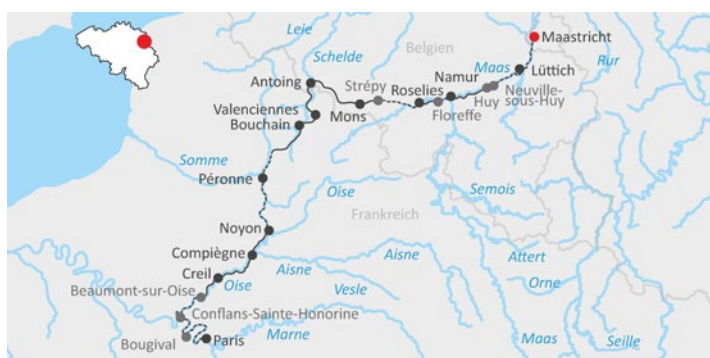 Leie
Schelde
Belgien
Maastricht
Maas
Lüttich
Rur
Antoing
Strépy
Namur
Roselies
Neuville-
sous-Huy
Huy
Valenciennes
Mons
Floreffe
Bouchain
Somme
Péronne
Oise
Semois
Frankreich
Noyon
Compiègne
Aisne
Attert
Creil
Oise
Aisne
Orne
Beaumont-sur-Oise
Vesle
Conflans-Sainte-Honorine
Bougival
Paris
Marne
Maas
Seille